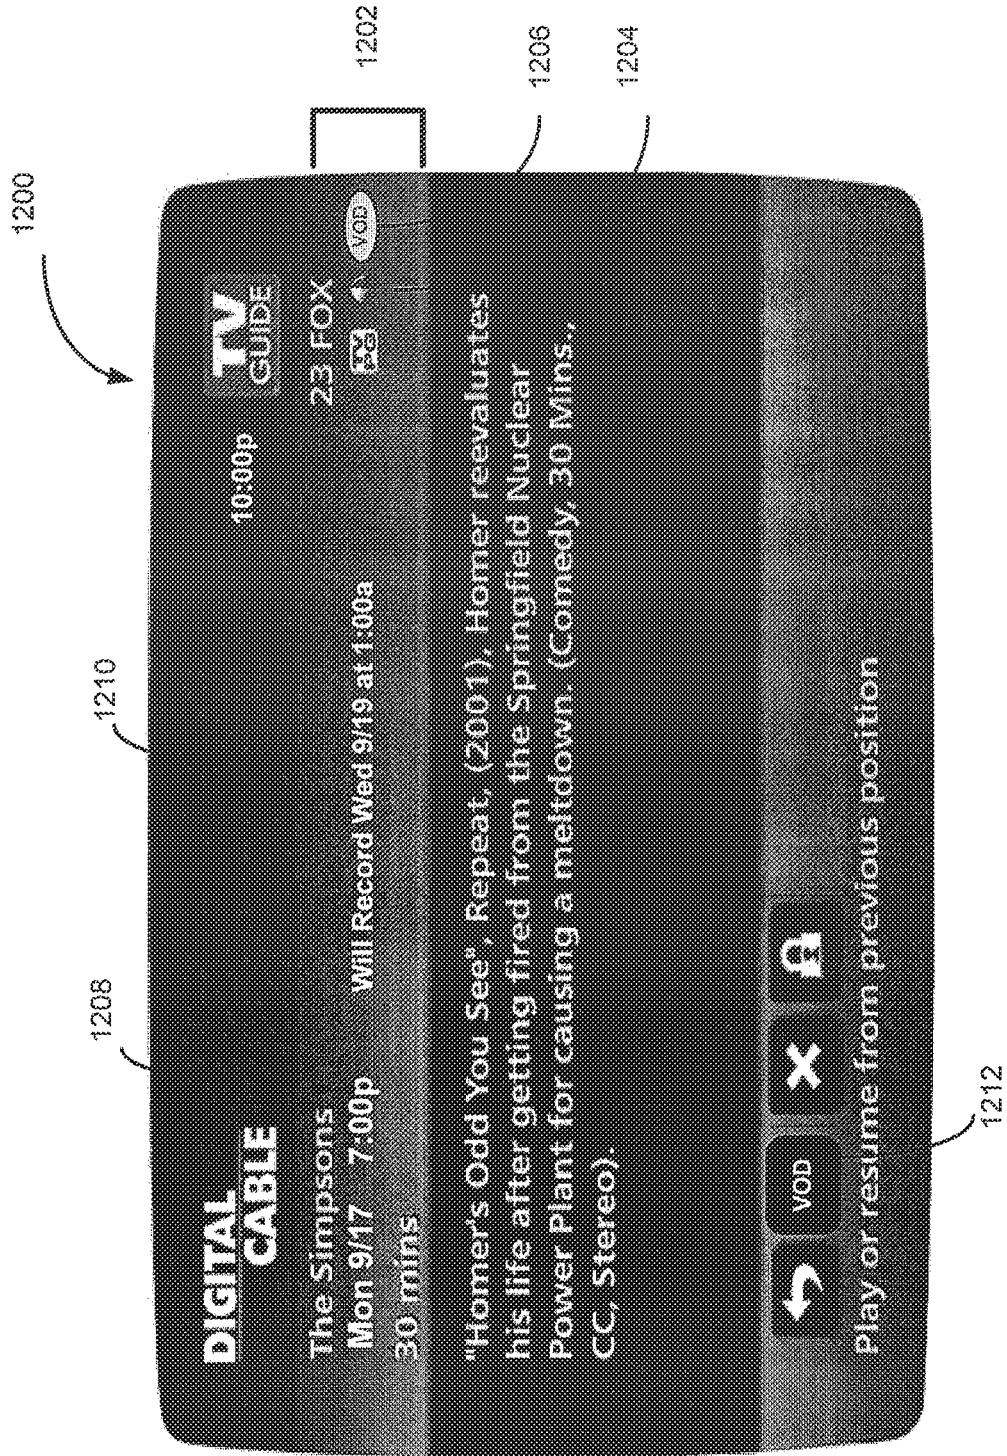 1200
1208
1210
DIGITAL
CABLE
10:00p
TV
GUIDE
The Simpsons
23 FOX
Mon 9/17 7:00p Will Record Wed 9/19 at 1:00a
TV
PG
VOD
30 mins
1202
"Homer's Odd You See", Repeat, (2001), Homer reevaluates
his life after getting fired from the Springfield Nuclear
Power Plant for causing a meltdown. (Comedy, 30 Mins.,
CC, Stereo).
1206
1204
VOD
Play or resume from previous position
1212